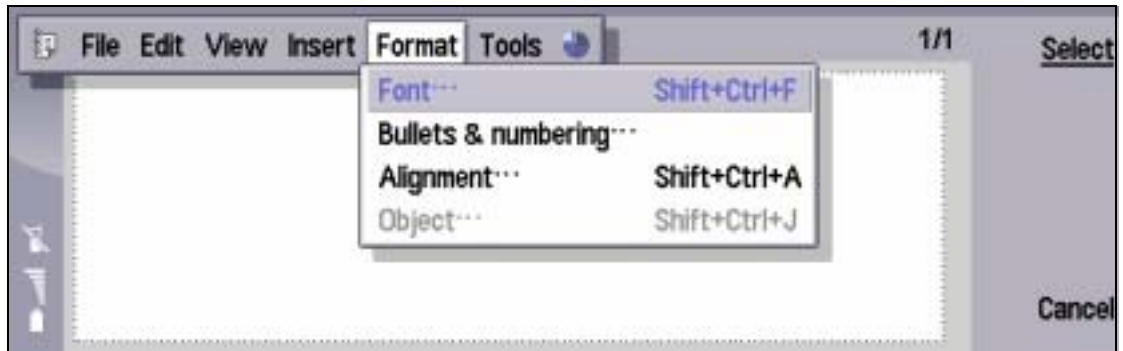 File Edit View Insert Format Tools 1/1 Select
Font... Shift+Ctrl+F
Bullets & numbering...
Alignment... Shift+Ctrl+A
Object... Shift+Ctrl+J
Cancel